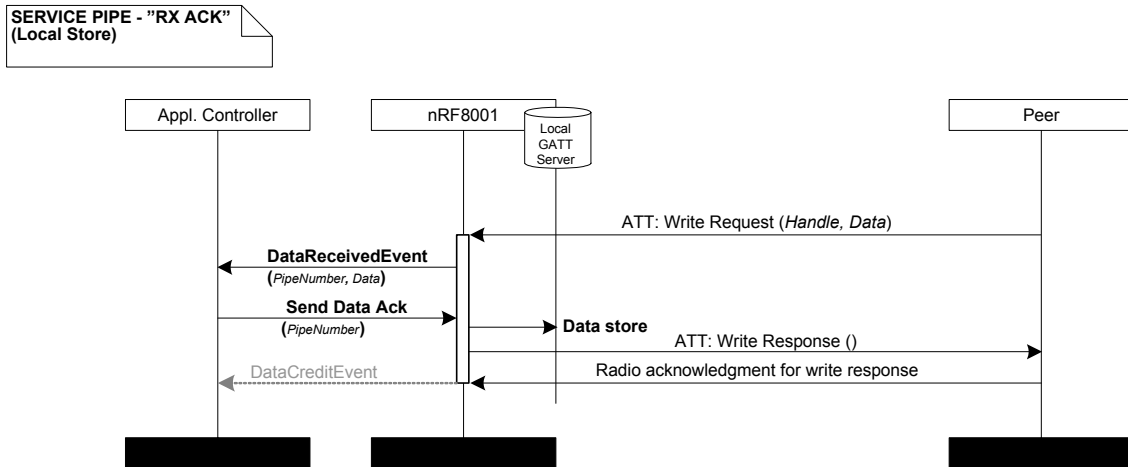 SERVICE PIPE - ”RX ACK”
(Local Store)
Appl. Controller
nRF8001
Peer
Local
GATT
Server
ATT: Write Request (Handle, Data)
DataReceivedEvent
(PipeNumber, Data)
Send Data Ack
(PipeNumber)
Data store
ATT: Write Response ()
DataCreditEvent
Radio acknowledgment for write response